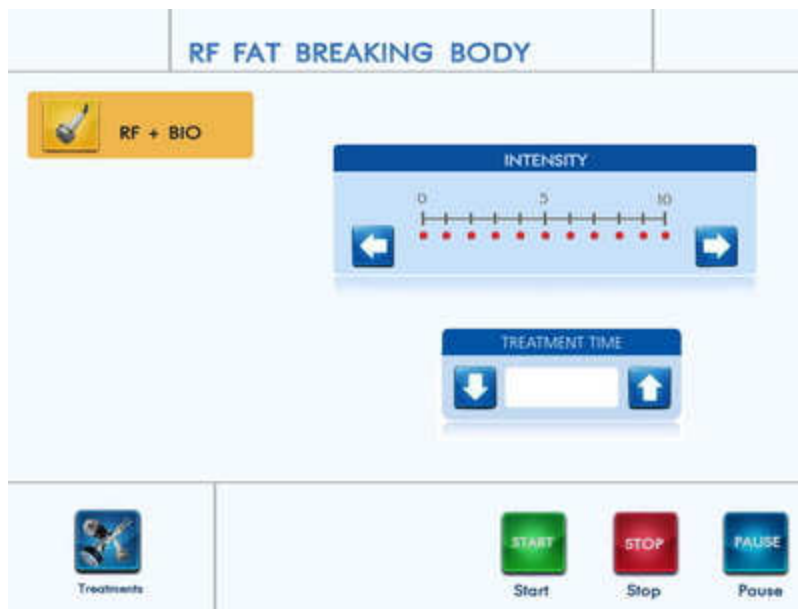 RF FAT BREAKING BODY
RF + BIO
INTENSITY
0 5 10
TREATMENT TIME
START STOP PAUSE
Treatments Start Stop Pause